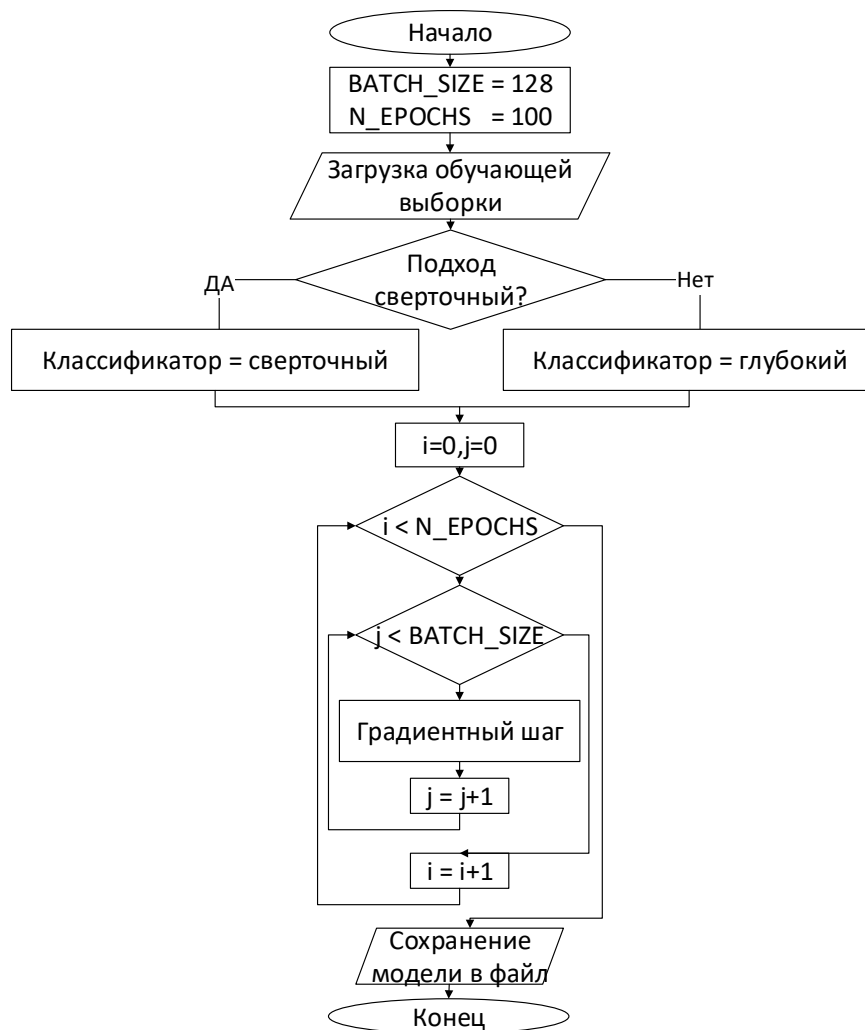 Начало
BATCH_SIZE = 128
N_EPOCHS = 100
Загрузка обучающей
выборки
Подход
сверточный?
ДА
Нет
Классификатор = сверточный
Классификатор = глубокий
i=0,j=0
i < N_EPOCHS
j < BATCH_SIZE
Градиентный шаг
j = j+1
i = i+1
Сохранение
модели в файл
Конец